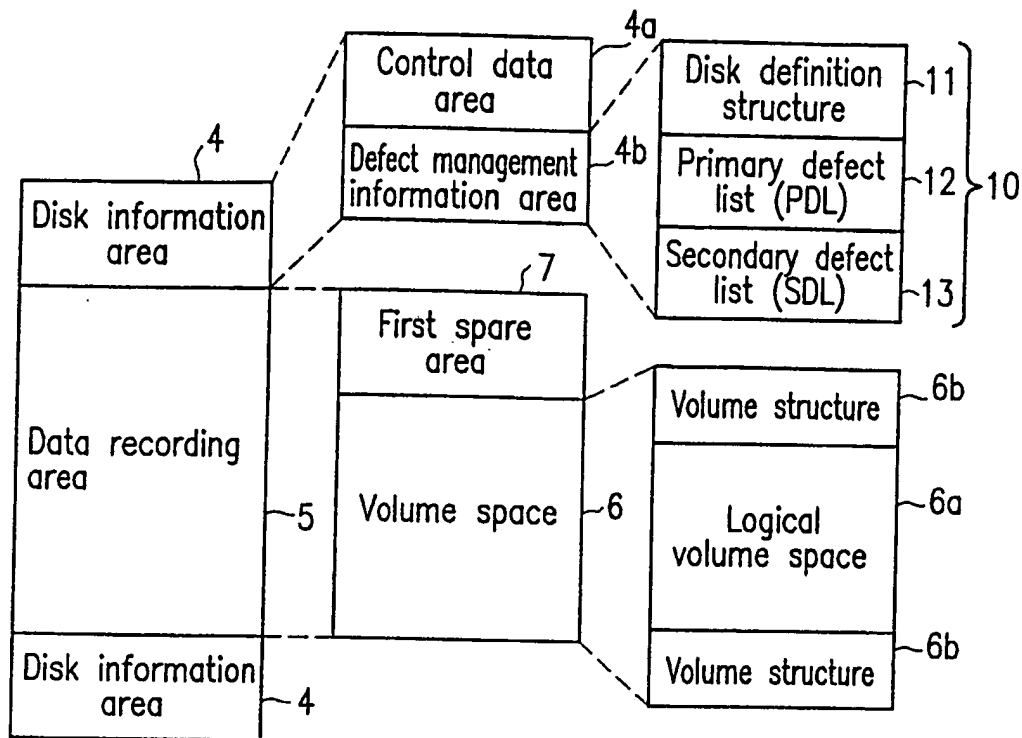 4
Disk information
area
Data recording
area
5
Disk information
area
4
4a
Control data
area
Defect management
information area
4b
7
First spare
area
Volume space
6
Disk definition
structure
11
Primary defect
list (PDL)
12
Secondary defect
list (SDL)
13
10
Volume structure
6b
Logical
volume space
6a
Volume structure
6b